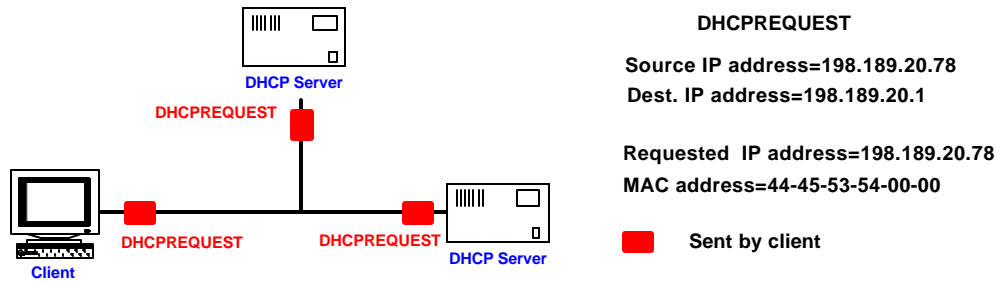 DHCP Server
DHCPREQUEST
DHCPREQUEST
DHCPREQUEST
Client
DHCP Server
DHCPREQUEST
Source IP address=198.189.20.78
Dest. IP address=198.189.20.1
Requested IP address=198.189.20.78
MAC address=44-45-53-54-00-00
Sent by client